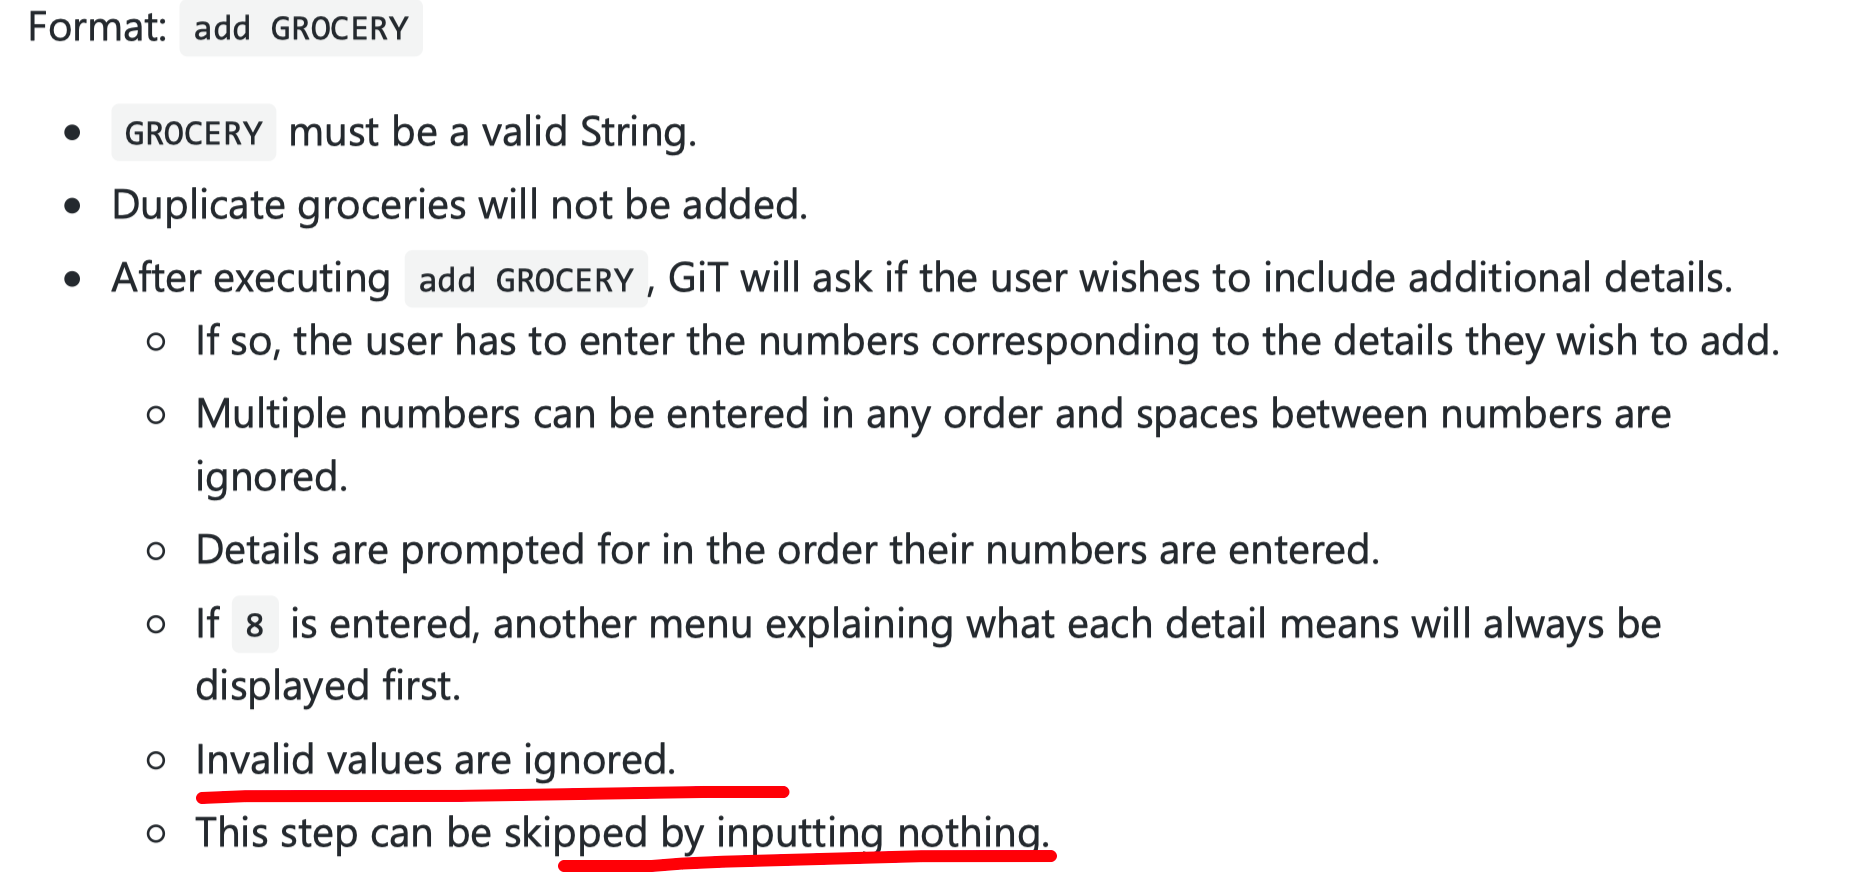 Format: add GROCERY
GROCERY must be a valid String.
Duplicate groceries will not be added.
After executing add GROCERY, GiT will ask if the user wishes to include additional details.
If so, the user has to enter the numbers corresponding to the details they wish to add.
Multiple numbers can be entered in any order and spaces between numbers are
ignored.
Details are prompted for in the order their numbers are entered.
If 8 is entered, another menu explaining what each detail means will always be
displayed first.
Invalid values are ignored.
This step can be skipped by inputting nothing.